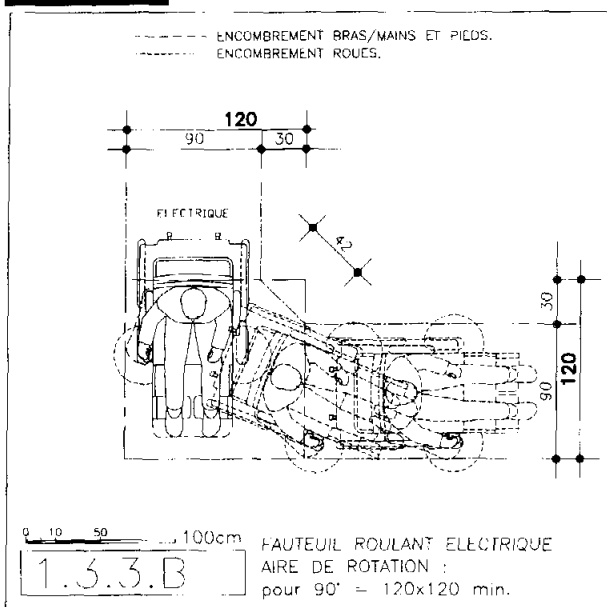 ENCOMBREMENT BRAS/MAINS ET PIEDS.
ENCOMBREMENT ROUES.
120
90 30
ELECTRIQUE
42
30
120
90
0 10 50 100cm
1.3.3.B
FAUTEUIL ROULANT ELECTRIQUE
AIRE DE ROTATION :
pour 90° = 120x120 min.